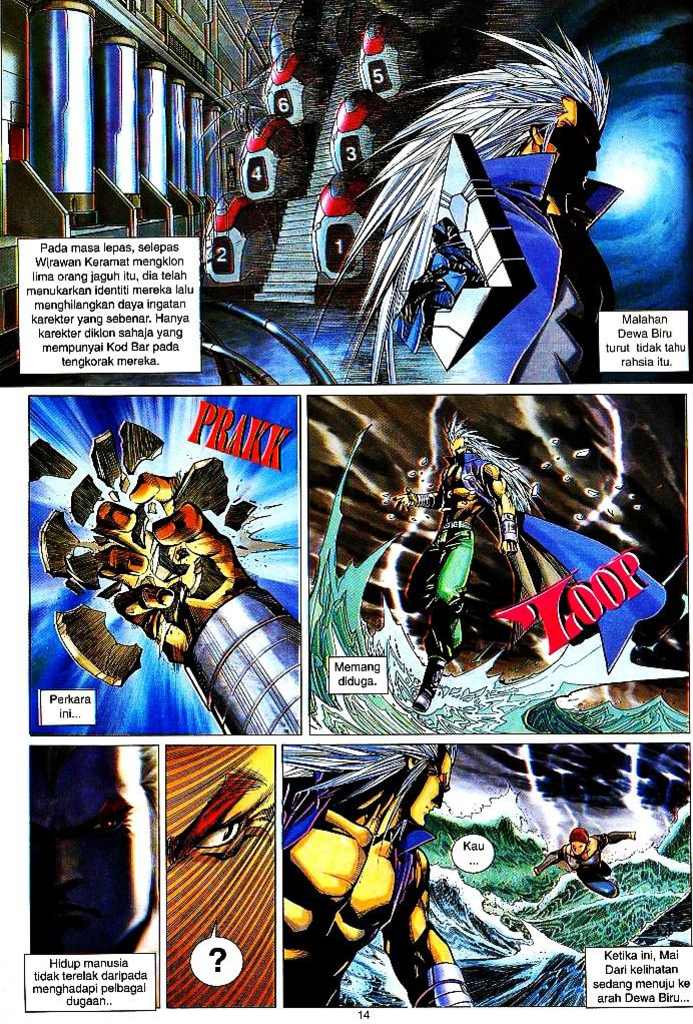 6
5
4
3
2
1
Pada masa lepas, selepas
Wirawan Keramat mengklon
lima orang jaguh itu, dia telah
menukarkan identiti mereka lalu
menghilangkan daya ingatan
karekter yang sebenar. Hanya
karekter diklon sahaja yang
mempunyai Kod Bar pada
tengkorak mereka.
Malahan
Dewa Biru
turut tidak tahu
rahsia itu.
PRAKK
Perkara
ini...
Memang
diduga.
ZOOP
Hidup manusia
tidak terelak daripada
menghadapi pelbagai
dugaan..
?
Kau
...
Ketika ini, Mai
Dari kelihatan
sedang menuju ke
arah Dewa Biru...
14